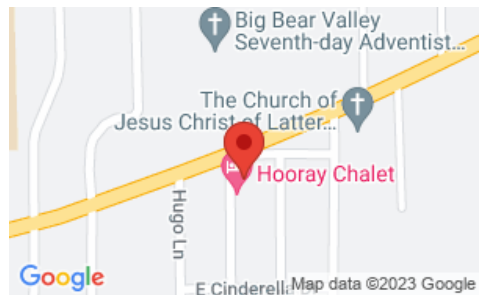 Big Bear Valley
Seventh-day Adventist...
The Church of
Jesus Christ of Latter...
Hooray Chalet
Hugo Ln
E Cinderella
Google
Map data ©2023 Google